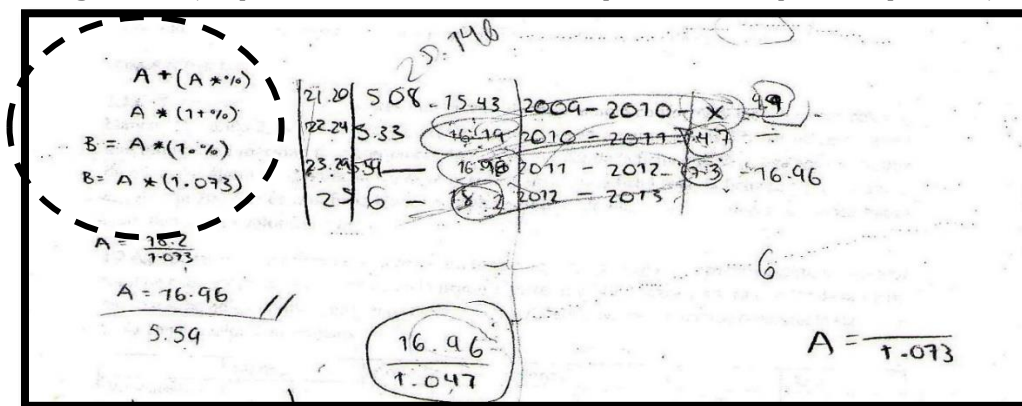 25.146
A + (A * %)
A * (1 + %)
B = A * (1.%)
B = A * (1.073)
21.20 5.08 - 15.43 2009 - 2010 - x - 4.9
22.24 5.33 16.19 2010 - 2011 4.7 -
23.29 5.59 - 16.96 2011 - 2012 - 7.3 - 16.96
25 6 - 18.2 2012 - 2013
A = 18.2 / 1.073
A = 16.96 //
5.59
6
16.96
1.047
A = / 1.073